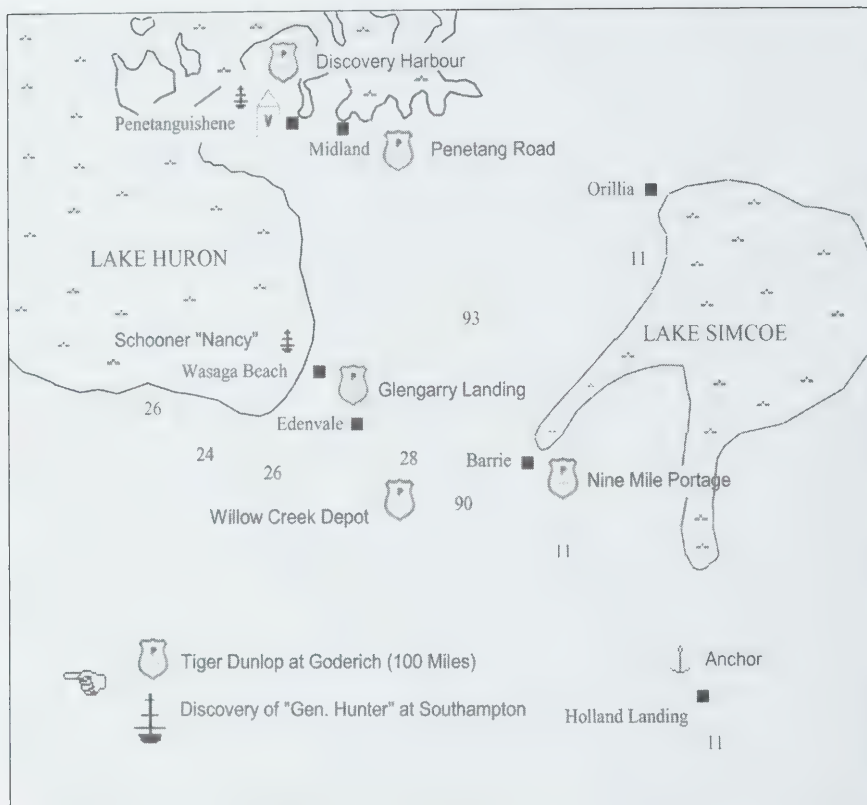 P
Discovery Harbour
Penetanguishene
V
Midland
P
Penetang Road
Orillia
LAKE HURON
11
93
LAKE SIMCOE
Schooner "Nancy"
Wasaga Beach
P
Glengarry Landing
26
Edenvale
24
28
Barrie
P
Nine Mile Portage
26
P
90
Willow Creek Depot
11
P
Tiger Dunlop at Goderich (100 Miles)
Anchor
Discovery of "Gen. Hunter" at Southampton
Holland Landing
11